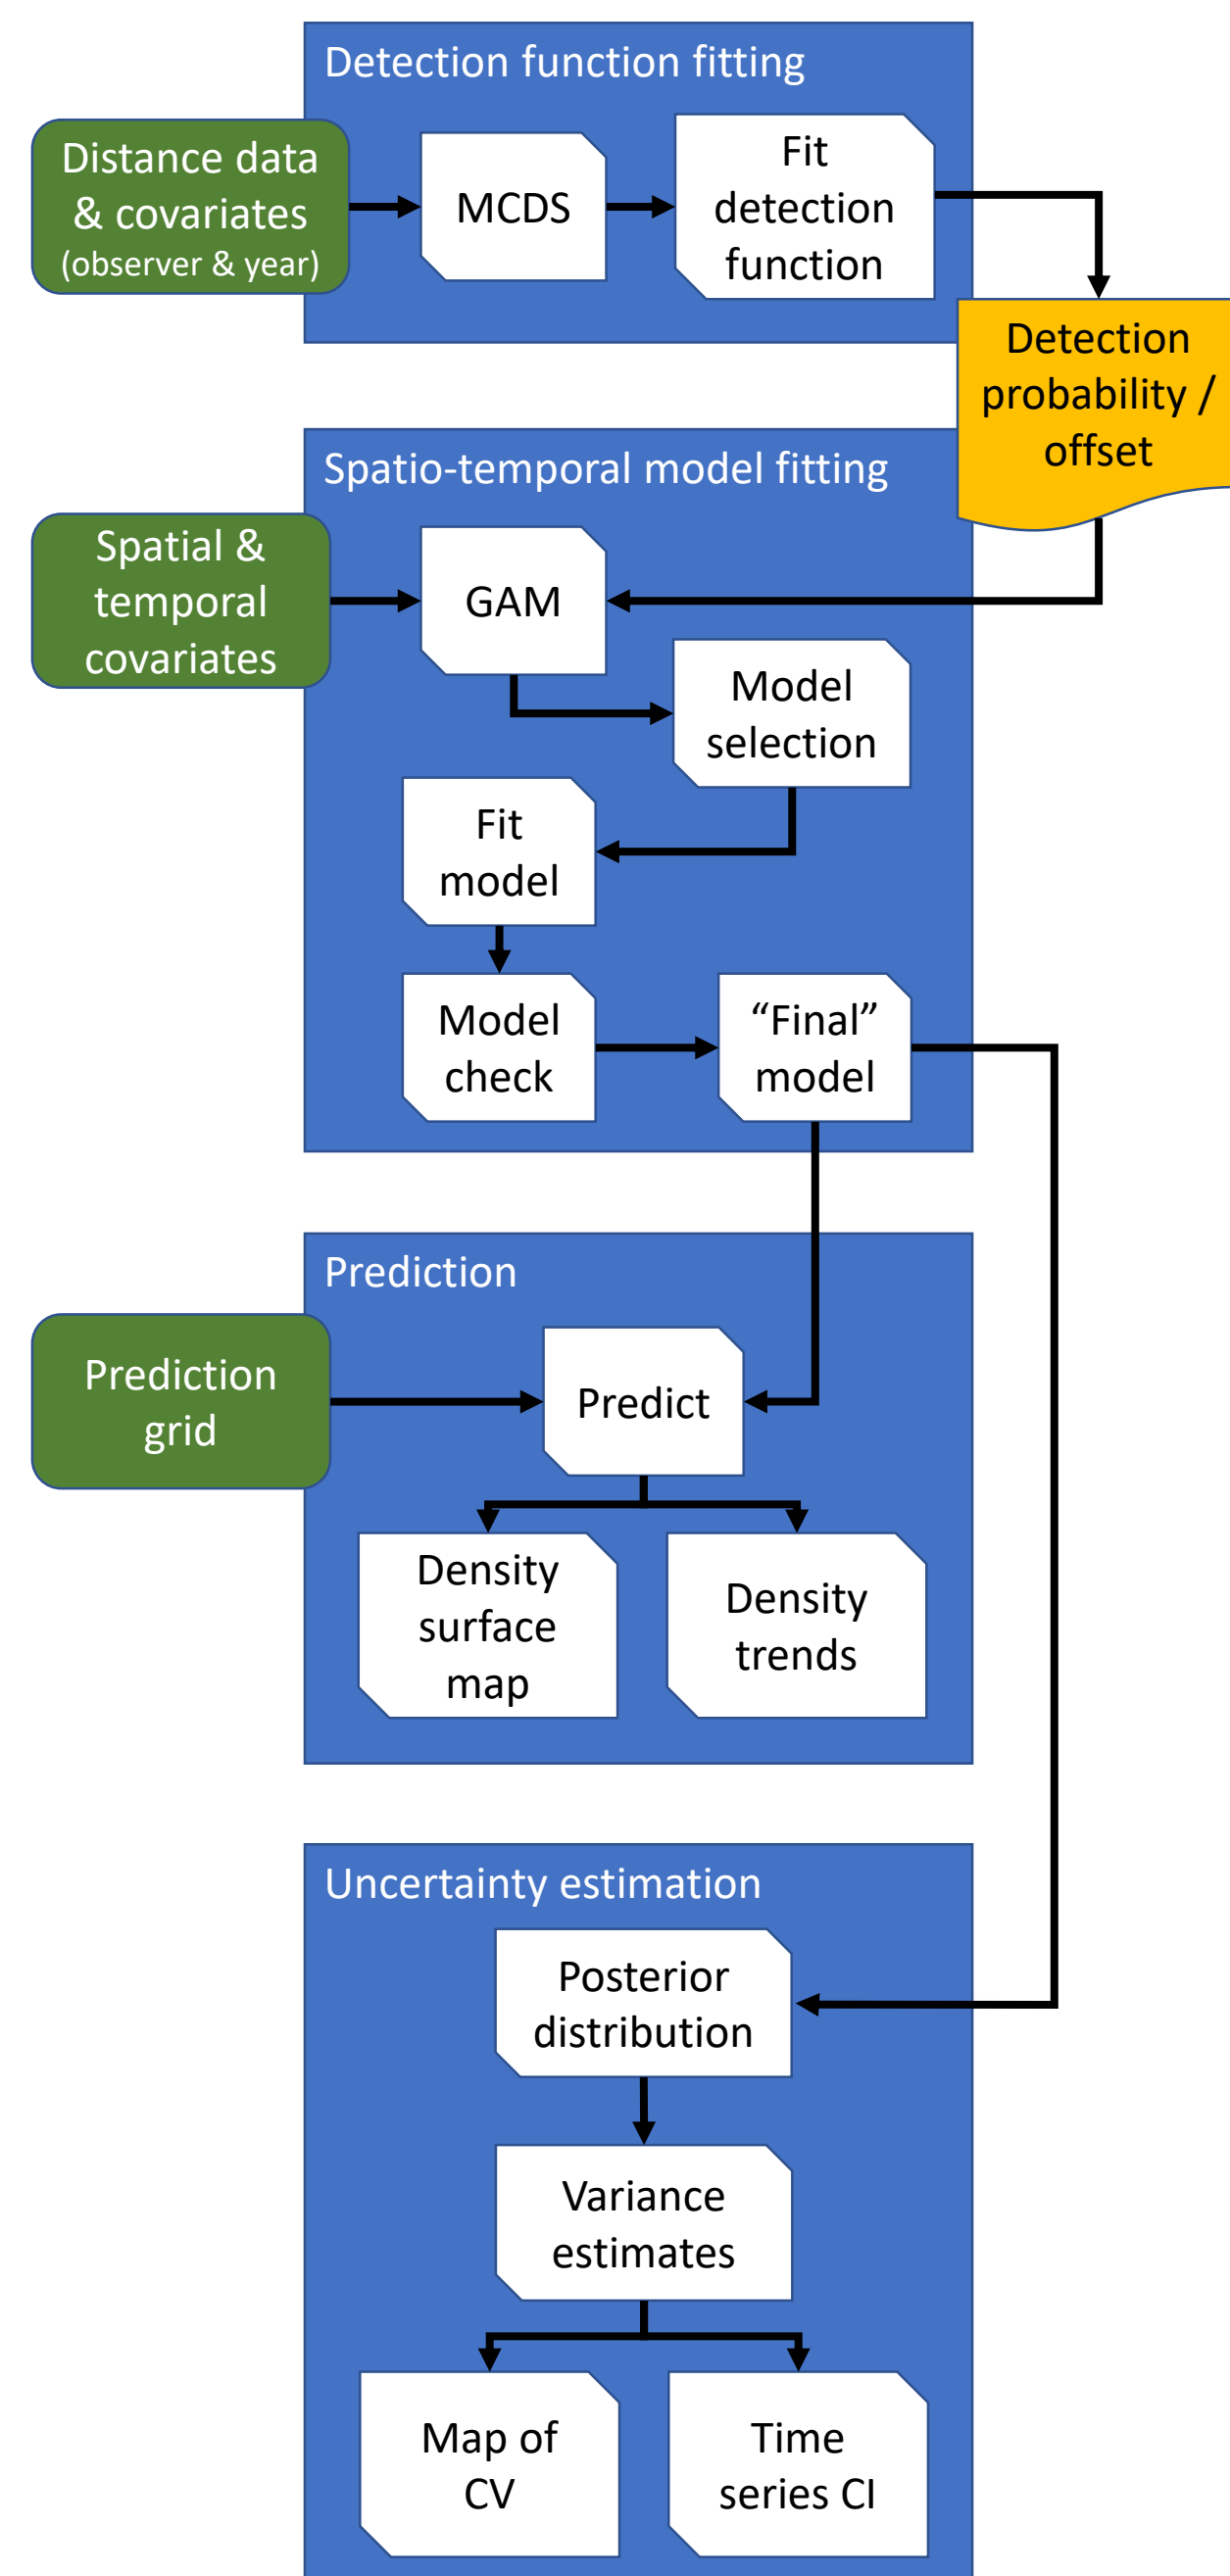 Detection function fitting
Distance data
& covariates
(observer & year)
MCDS
Fit
detection
function
Detection
probability /
offset
Spatio-temporal model fitting
Spatial &
temporal
covariates
GAM
Model
selection
Fit
model
Model
check
“Final”
model
Prediction
Prediction
grid
Predict
Density
surface
map
Density
trends
Uncertainty estimation
Posterior
distribution
Variance
estimates
Map of
CV
Time
series CI